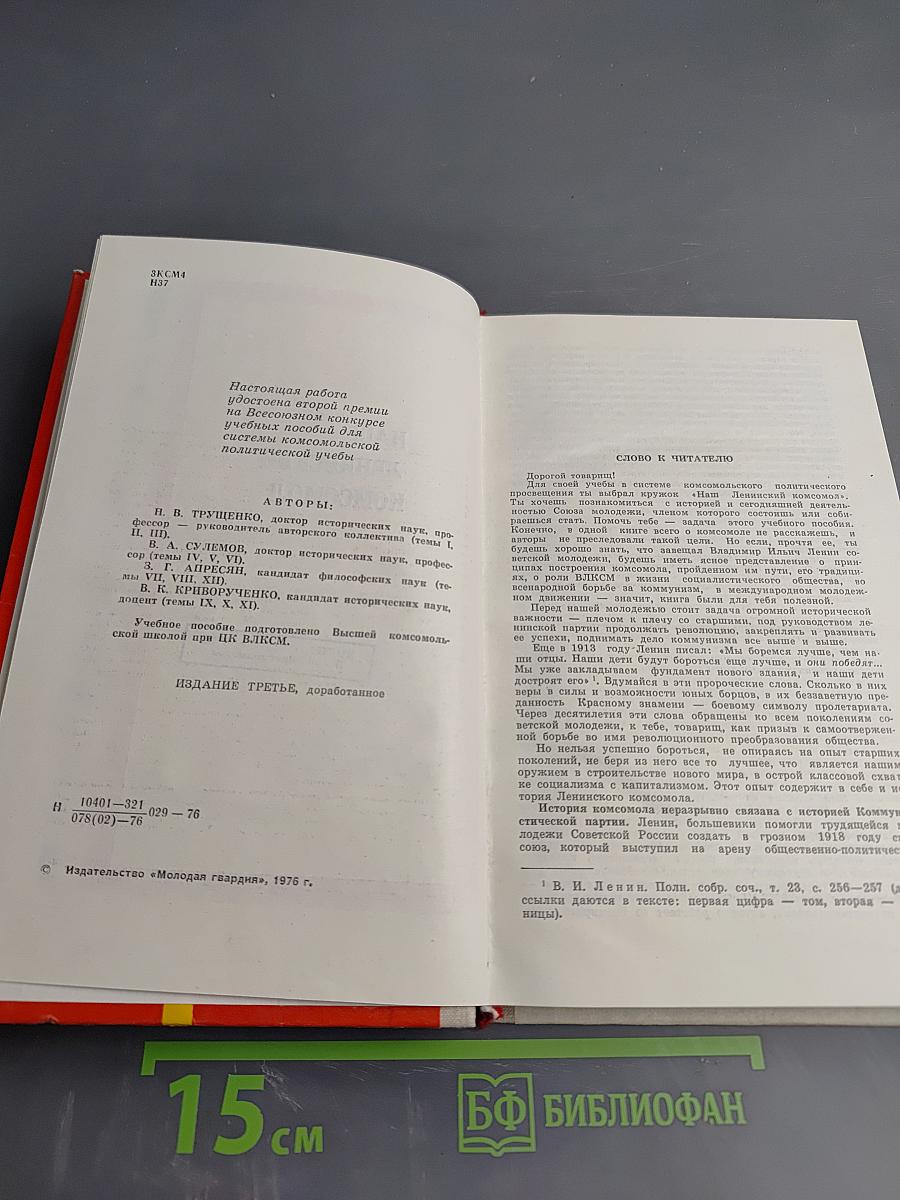 3КСМ4
Н37
Настоящая работа
удостоена второй премии
на Всесоюзном конкурсе
учебных пособий для
системы комсомольской
политической учебы
АВТОРЫ:
Н. В. ТРУЩЕНКО, доктор исторических наук, про-
фессор — руководитель авторского коллектива (темы I,
II, III).
В. А. СУЛЕМОВ, доктор исторических наук, профес-
сор (темы IV, V, VI).
З. Г. АПРЕСЯН, кандидат философских наук (те-
мы VII, VIII, XII).
В. К. КРИВОРУЧЕНКО, кандидат исторических наук,
доцент (темы IX, X, XI).
Учебное пособие подготовлено Высшей комсомоль-
ской школой при ЦК ВЛКСМ.
ИЗДАНИЕ ТРЕТЬЕ, доработанное
Н 10401—321
078(02)—76 029 — 76
© Издательство «Молодая гвардия», 1976 г.
СЛОВО К ЧИТАТЕЛЮ
Дорогой товарищ!
Для своей учебы в системе комсомольского политического
просвещения ты выбрал кружок «Наш Ленинский комсомол».
Ты хочешь познакомиться с историей и сегодняшней деятель-
ностью Союза молодежи, членом которого состоишь или соби-
раешься стать. Помочь тебе — задача этого учебного пособия.
Конечно, в одной книге всего о комсомоле не расскажешь, и
авторы не преследовали такой цели. Но если, прочтя ее, ты
будешь хорошо знать, что завещал Владимир Ильич Ленин со-
ветской молодежи, будешь иметь ясное представление о прин-
ципах построения комсомола, пройденном им пути, его традици-
ях, о роли ВЛКСМ в жизни социалистического общества, во
всенародной борьбе за коммунизм, в международном молодеж-
ном движении — значит, книга были для тебя полезной.
Перед нашей молодежью стоит задача огромной исторической
важности — плечом к плечу со старшими, под руководством ле-
нинской партии продолжать революцию, закреплять и развивать
ее успехи, поднимать дело коммунизма все выше и выше.
Еще в 1913 году Ленин писал: «Мы боремся лучше, чем на-
ши отцы. Наши дети будут бороться еще лучше, и они победят...
Мы уже закладываем фундамент нового здания, и наши дети
достроят его» ¹. Вдумайся в эти пророческие слова. Сколько в них
веры в силы и возможности юных борцов, в их беззаветную пре-
данность Красному знамени — боевому символу пролетариата.
Через десятилетия эти слова обращены ко всем поколениям со-
ветской молодежи, к тебе, товарищ, как призыв к самоотвержен-
ной борьбе во имя революционного преобразования общества.
Но нельзя успешно бороться, не опираясь на опыт старших
поколений, не беря из него все то лучшее, что является нашим
оружием в строительстве нового мира, в острой классовой схват
ке социализма с капитализмом. Этот опыт содержит в себе и ис
тория Ленинского комсомола.
История комсомола неразрывно связана с историей Коммун
стической партии. Ленин, большевики помогли трудящейся
лодежи Советской России создать в грозном 1918 году с
союз, который выступил на арену общественно-политичес
¹ В. И. Ленин. Полн. собр. соч., т. 23, с. 256—257 (д
ссылки даются в тексте: первая цифра — том, вторая —
ницы).
15 см
БФ БИБЛИОФАН